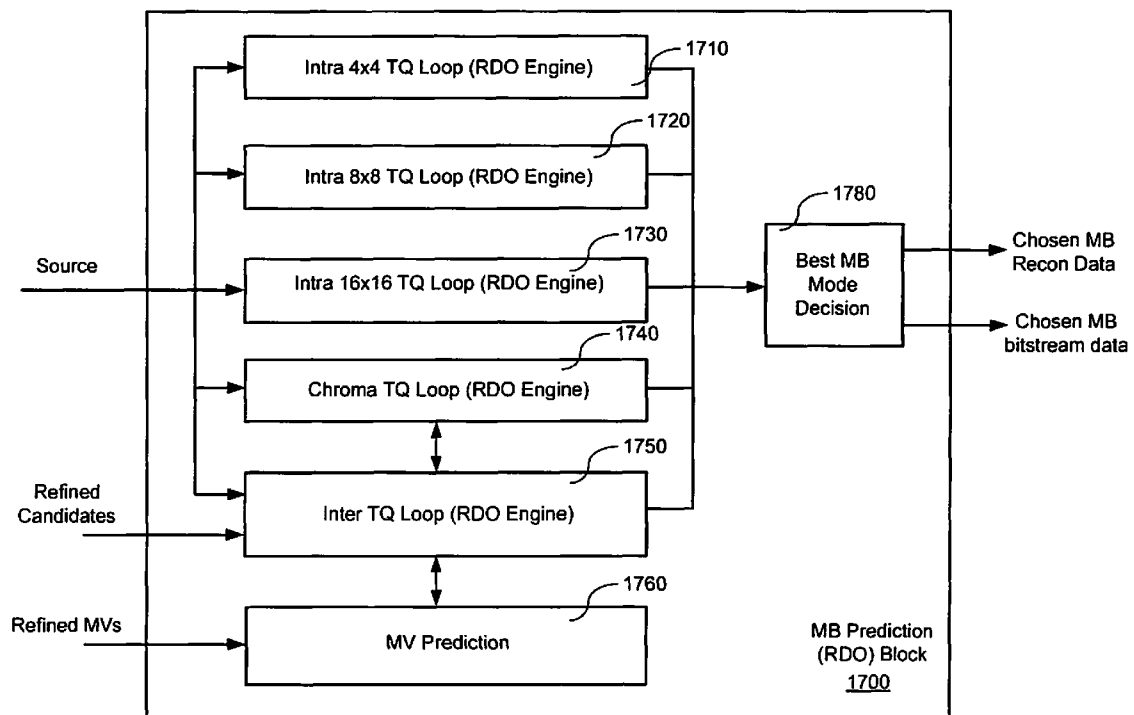 1710
Intra 4x4 TQ Loop (RDO Engine)
1720
Intra 8x8 TQ Loop (RDO Engine)
1730
Source
Intra 16x16 TQ Loop (RDO Engine)
1780
Best MB
Mode
Decision
Chosen MB
Recon Data
Chosen MB
bitstream data
1740
Chroma TQ Loop (RDO Engine)
1750
Refined
Candidates
Inter TQ Loop (RDO Engine)
1760
Refined MVs
MV Prediction
MB Prediction
(RDO) Block
1700